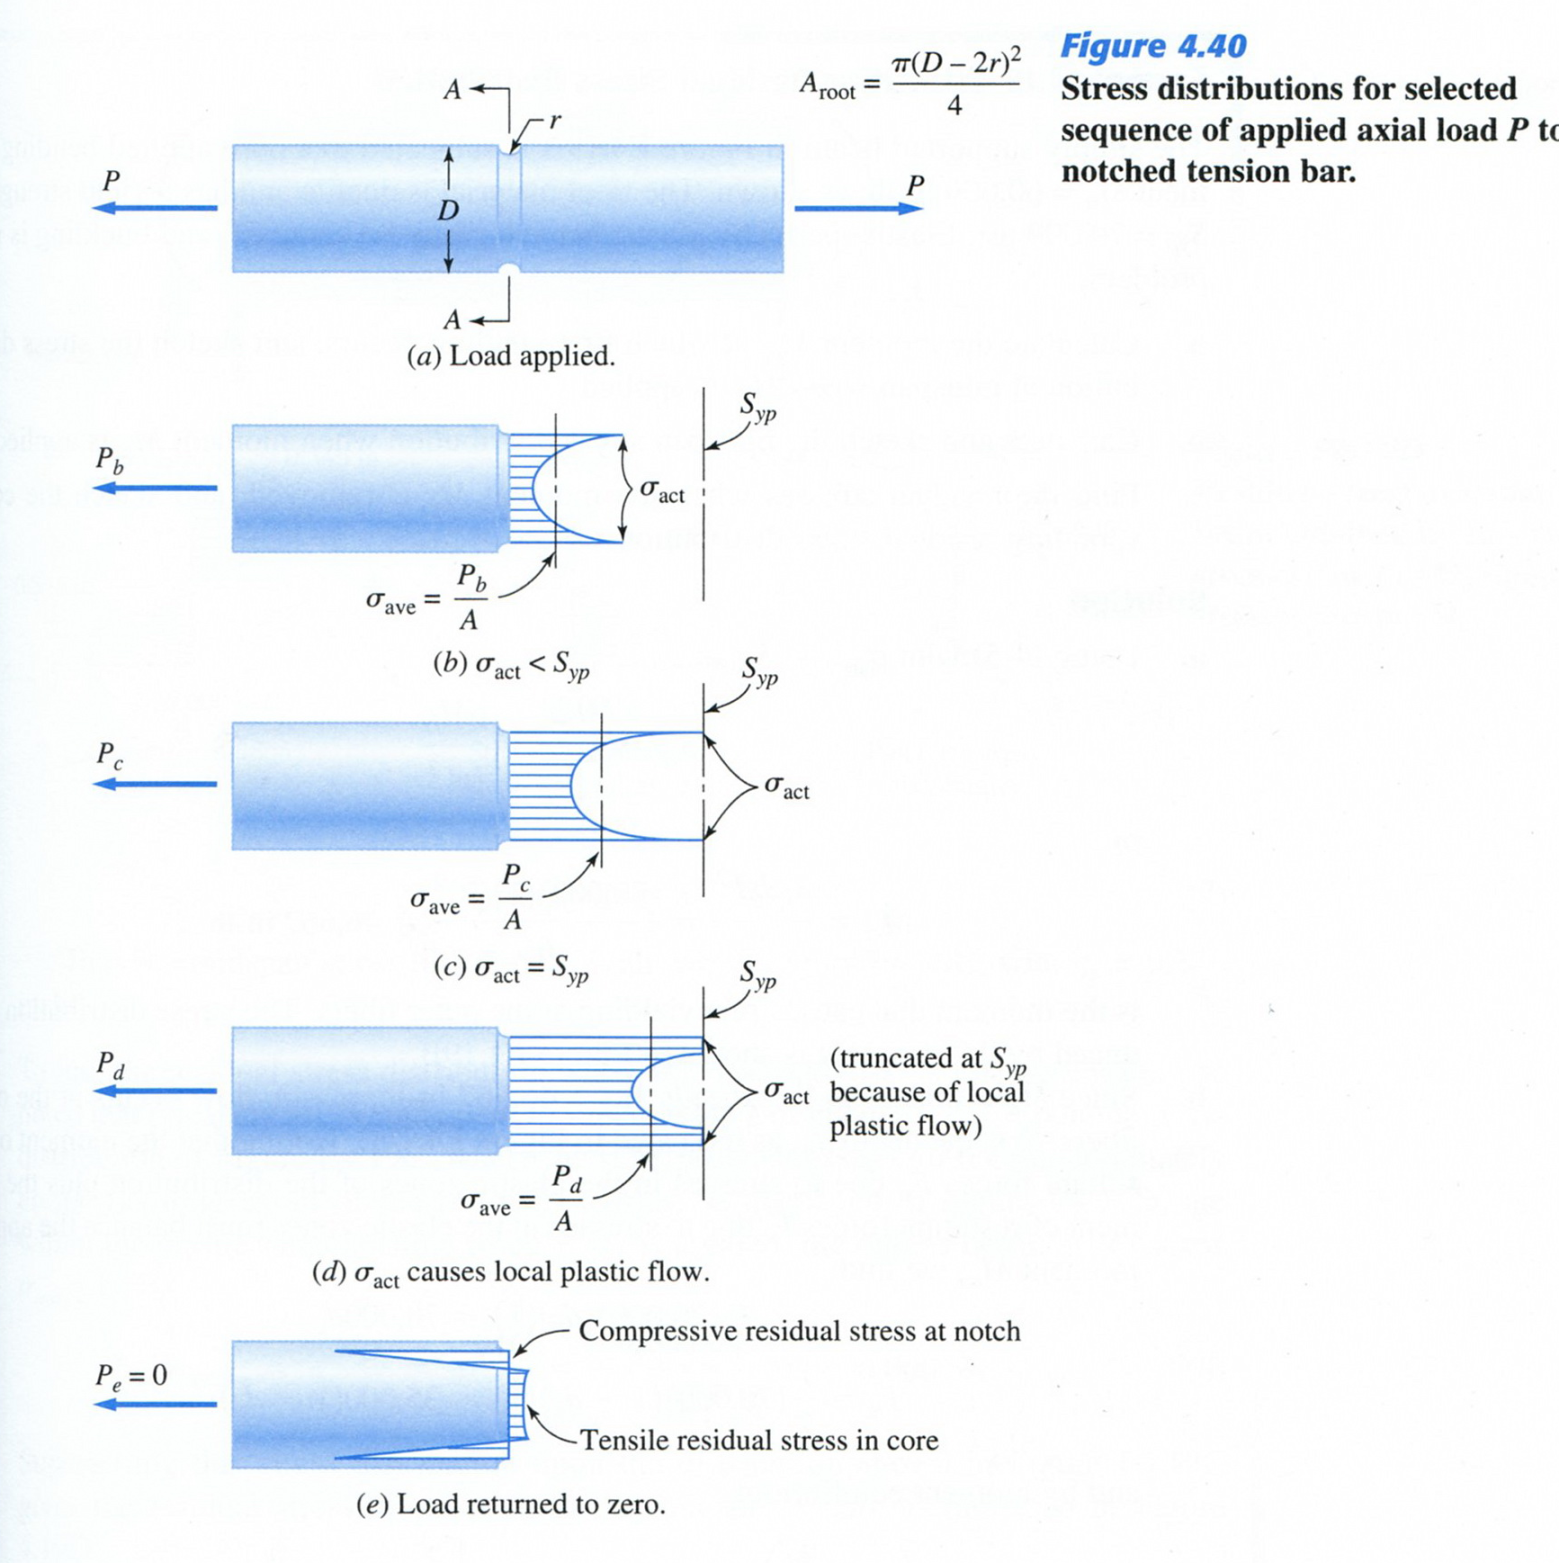 Figure 4.40
Stress distributions for selected
sequence of applied axial load P to
notched tension bar.
A_root = π(D – 2r)² / 4
A
r
P
D
P
A
(a) Load applied.
S_yp
P_b
σ_act
σ_ave = P_b / A
(b) σ_act < S_yp
S_yp
P_c
σ_act
σ_ave = P_c / A
(c) σ_act = S_yp
S_yp
P_d
σ_act
(truncated at S_yp
because of local
plastic flow)
σ_ave = P_d / A
(d) σ_act causes local plastic flow.
Compressive residual stress at notch
P_e = 0
Tensile residual stress in core
(e) Load returned to zero.